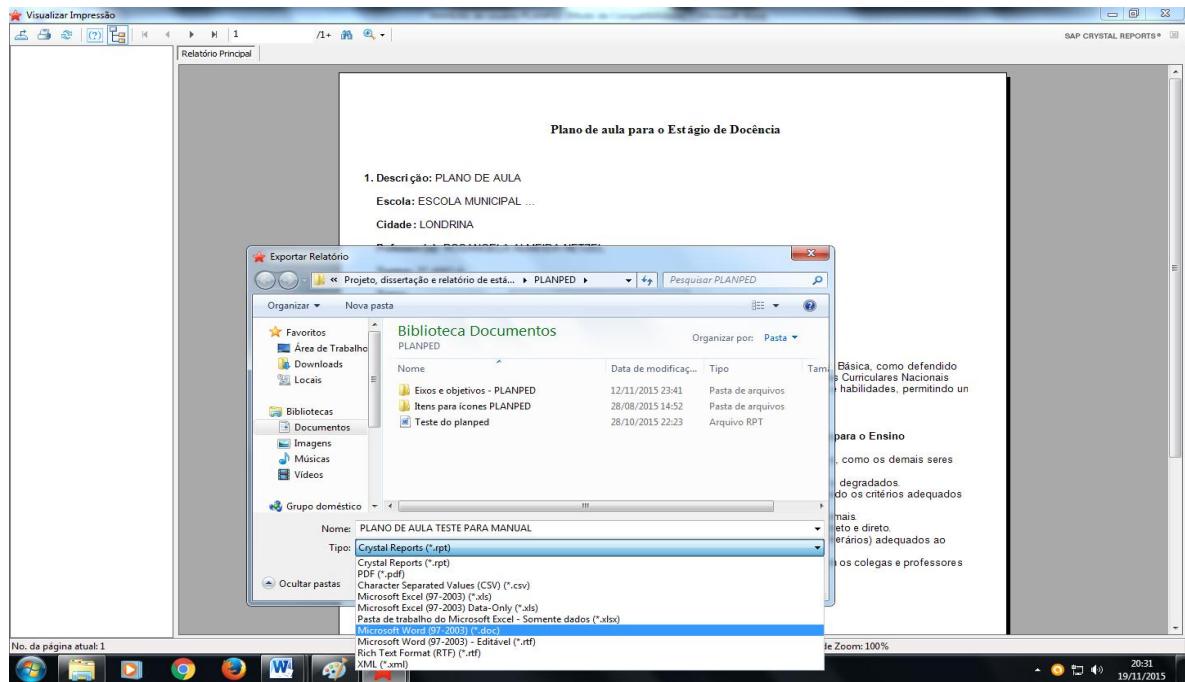 Visualizar Impressão
1 /1+ SAP CRYSTAL REPORTS®
Relatório Principal
Plano de aula para o Estágio de Docência
1. Descrição: PLANO DE AULA
Escola: ESCOLA MUNICIPAL ...
Cidade: LONDRINA
Exportar Relatório
« Projeto, dissertação e relatório de está... PLANPED
Pesquisar PLANPED
Organizar Nova pasta
Favoritos
Área de Trabalho
Downloads
Locais
Bibliotecas
Documentos
Imagens
Músicas
Vídeos
Grupo doméstico
Biblioteca Documentos
PLANPED
Organizar por: Pasta
Nome Data de modificaç... Tipo Tam
Eixos e objetivos - PLANPED 12/11/2015 23:41 Pasta de arquivos
Itens para ícones PLANPED 28/08/2015 14:52 Pasta de arquivos
Teste do planped 28/10/2015 22:23 Arquivo RPT
Básica, como defendido
Curriculares Nacionais
habilidades, permitindo un
para o Ensino
, como os demais seres
degradados.
do os critérios adequados
mais.
eto e direto.
erários) adequados ao
os colegas e professores
Nome: PLANO DE AULA TESTE PARA MANUAL
Tipo: Crystal Reports (*.rpt)
Crystal Reports (*.rpt)
PDF (*.pdf)
Character Separated Values (CSV) (*.csv)
Microsoft Excel (97-2003) (*.xls)
Microsoft Excel (97-2003) Data-Only (*.xls)
Pasta de trabalho do Microsoft Excel - Somente dados (*.xlsx)
Microsoft Word (97-2003) (*.doc)
Microsoft Word (97-2003) - Editável (*.rtf)
Rich Text Format (RTF) (*.rtf)
XML (*.xml)
Ocultar pastas
No. da página atual: 1
de Zoom: 100%
20:31
19/11/2015